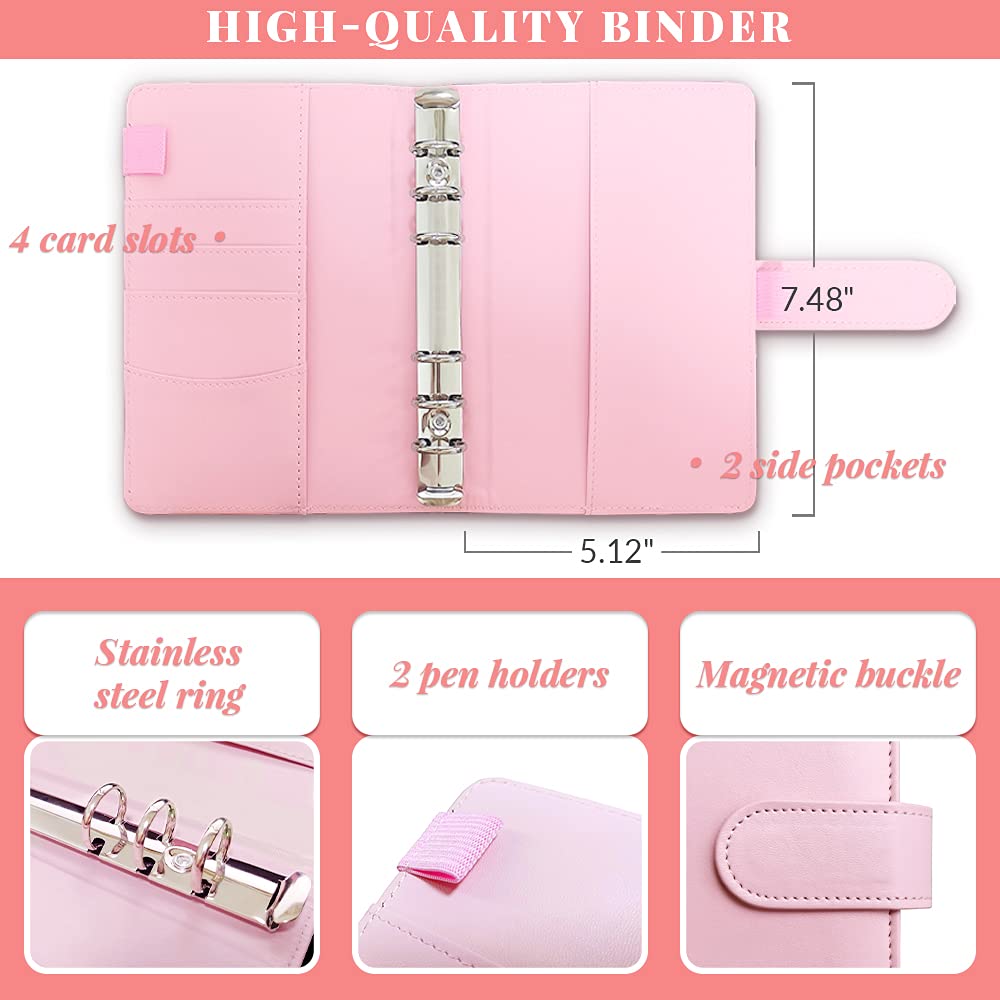 HIGH-QUALITY BINDER
4 card slots •
7.48"
• 2 side pockets
5.12"
Stainless
steel ring
2 pen holders
Magnetic buckle